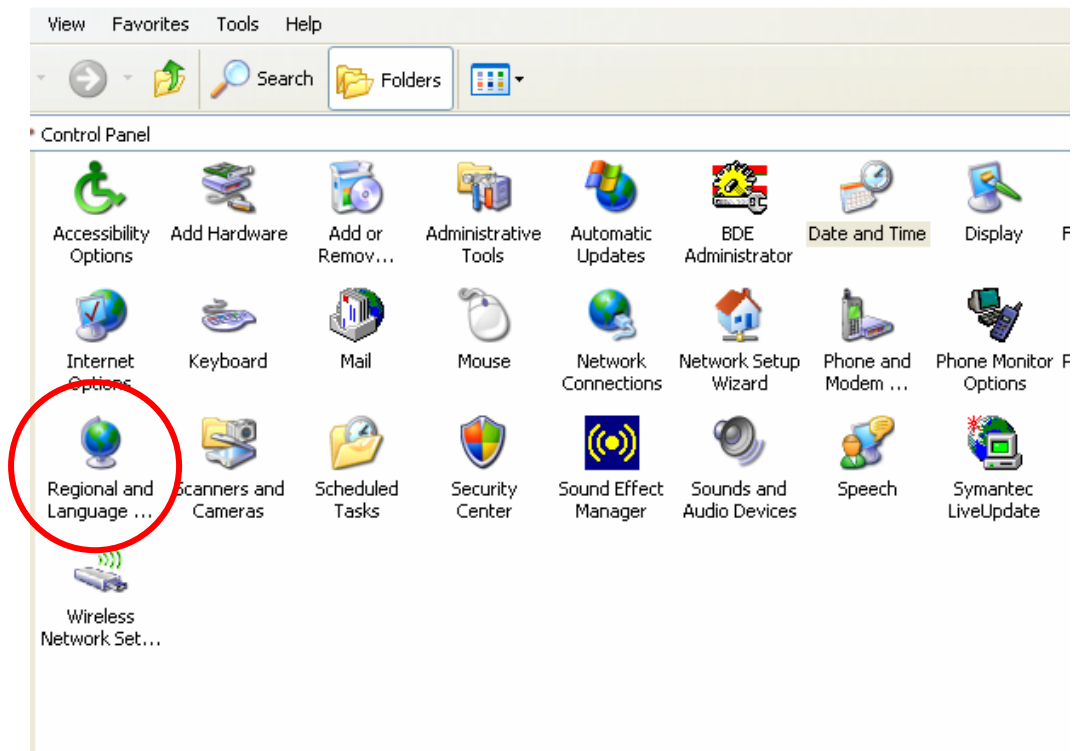 View Favorites Tools Help
Search Folders
Control Panel
Accessibility Add Hardware Add or Administrative Automatic BDE Date and Time Display F
Options Remov... Tools Updates Administrator
Internet Keyboard Mail Mouse Network Network Setup Phone and Phone Monitor P
Options Connections Wizard Modem ... Options
Regional and Scanners and Scheduled Security Sound Effect Sounds and Speech Symantec
Language ... Cameras Tasks Center Manager Audio Devices LiveUpdate
Wireless
Network Set...